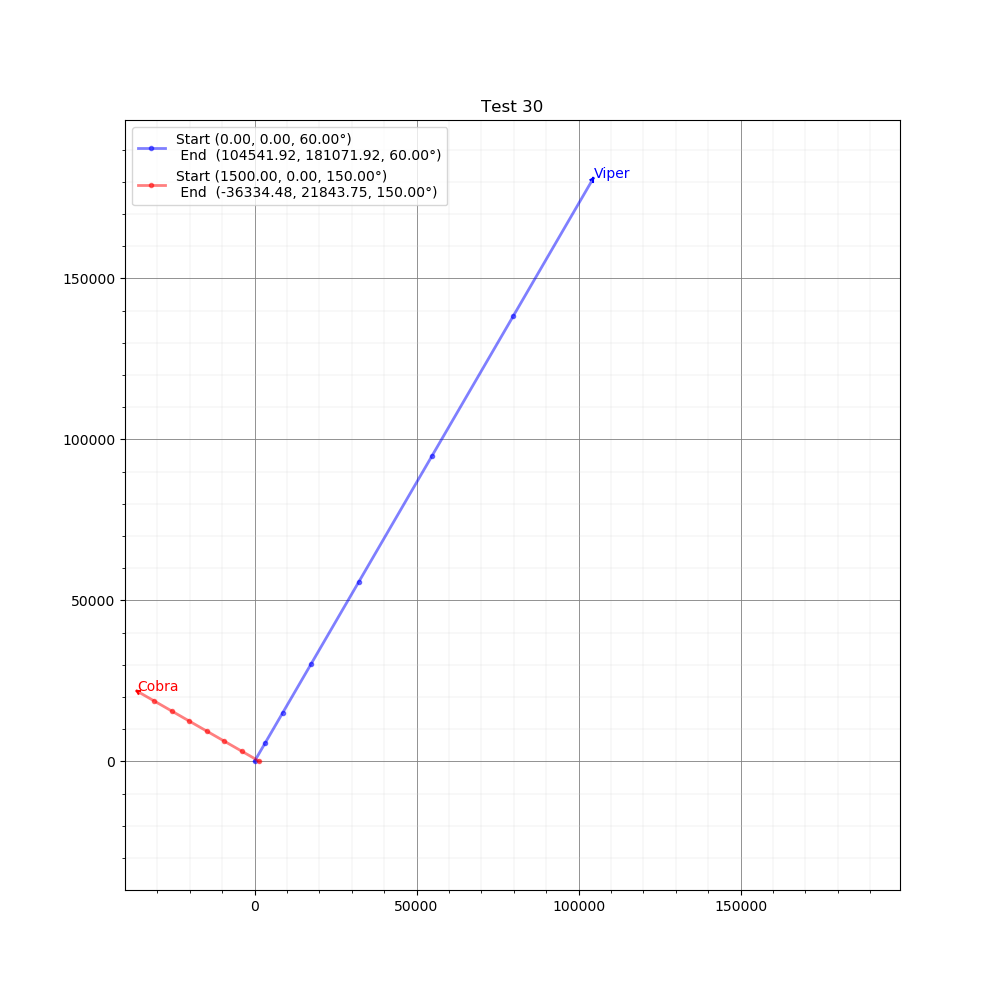 Test 30
Start (0.00, 0.00, 60.00°)
End  (104541.92, 181071.92, 60.00°)
Start (1500.00, 0.00, 150.00°)
End  (-36334.48, 21843.75, 150.00°)
Viper
150000
100000
50000
Cobra
0
0
50000
100000
150000